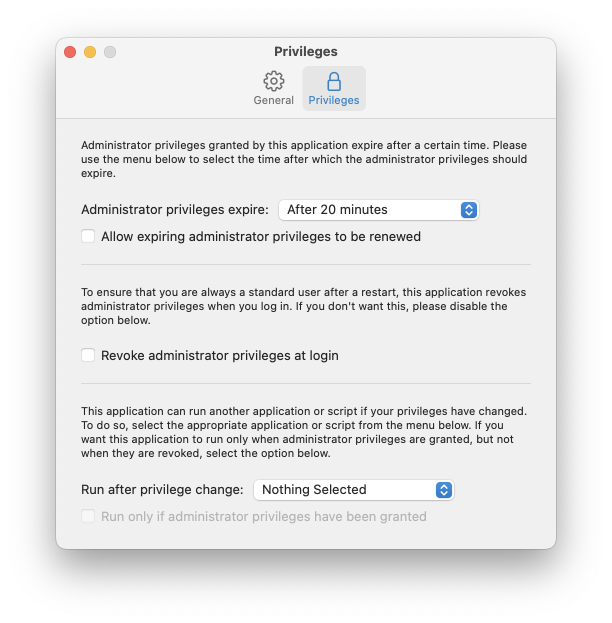 Privileges
General
Privileges
Administrator privileges granted by this application expire after a certain time. Please
use the menu below to select the time after which the administrator privileges should
expire.
Administrator privileges expire: After 20 minutes
Allow expiring administrator privileges to be renewed
To ensure that you are always a standard user after a restart, this application revokes
administrator privileges when you log in. If you don't want this, please disable the
option below.
Revoke administrator privileges at login
This application can run another application or script if your privileges have changed.
To do so, select the appropriate application or script from the menu below. If you
want this application to run only when administrator privileges are granted, but not
when they are revoked, select the option below.
Run after privilege change: Nothing Selected
Run only if administrator privileges have been granted